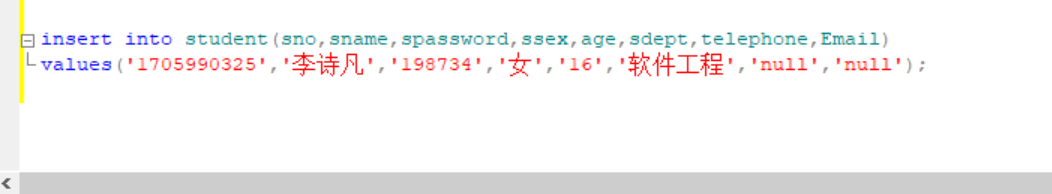 insert into student(sno,sname,spassword,ssex,age,sdept,telephone,Email)
values('1705990325','李诗凡','198734','女','16','软件工程','null','null');